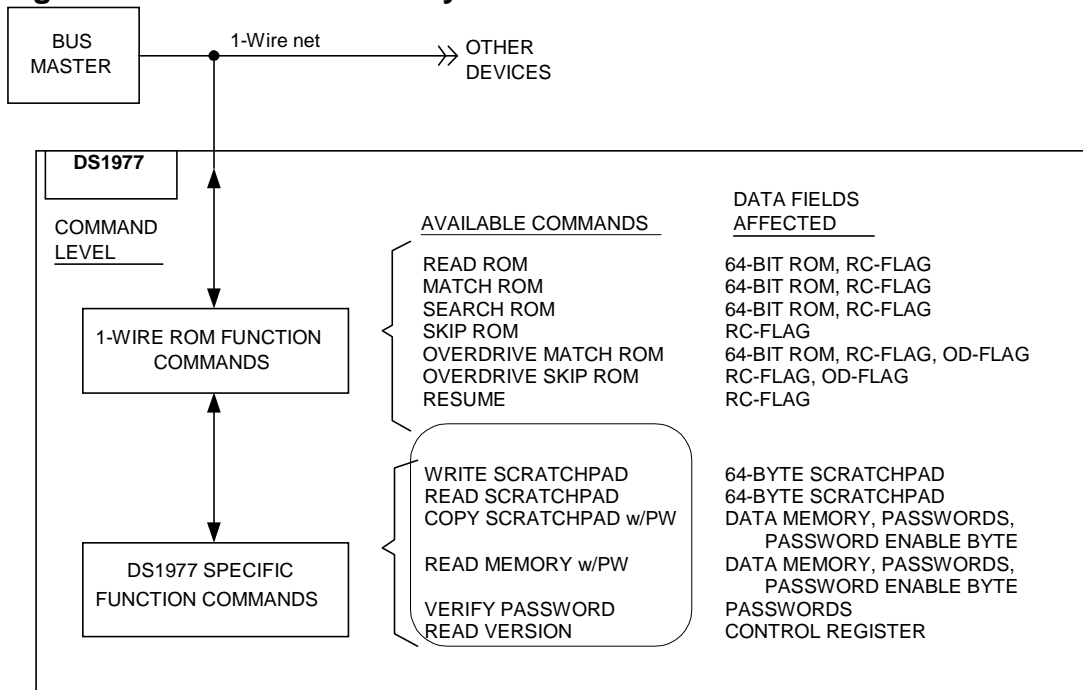 BUS
MASTER
1-Wire net
OTHER
DEVICES
DS1977
COMMAND
LEVEL
AVAILABLE COMMANDS
DATA FIELDS
AFFECTED
1-WIRE ROM FUNCTION
COMMANDS
READ ROM 64-BIT ROM, RC-FLAG
MATCH ROM 64-BIT ROM, RC-FLAG
SEARCH ROM 64-BIT ROM, RC-FLAG
SKIP ROM RC-FLAG
OVERDRIVE MATCH ROM 64-BIT ROM, RC-FLAG, OD-FLAG
OVERDRIVE SKIP ROM RC-FLAG, OD-FLAG
RESUME RC-FLAG
DS1977 SPECIFIC
FUNCTION COMMANDS
WRITE SCRATCHPAD 64-BYTE SCRATCHPAD
READ SCRATCHPAD 64-BYTE SCRATCHPAD
COPY SCRATCHPAD w/PW DATA MEMORY, PASSWORDS,
PASSWORD ENABLE BYTE
READ MEMORY w/PW DATA MEMORY, PASSWORDS,
PASSWORD ENABLE BYTE
VERIFY PASSWORD PASSWORDS
READ VERSION CONTROL REGISTER